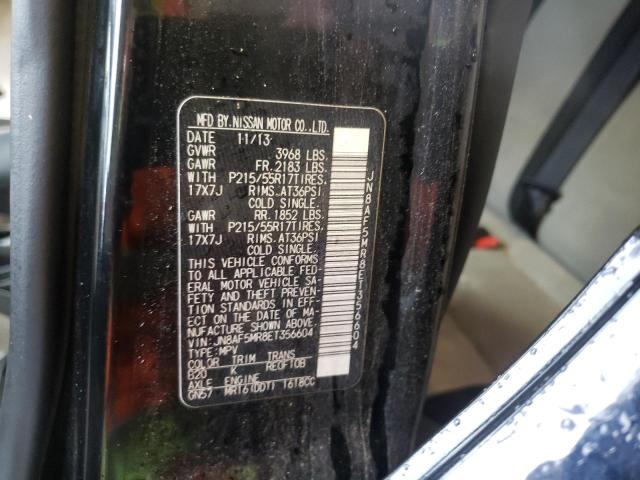 MFD BY.NISSAN MOTOR CO.,LTD.
DATE 11/13
GVWR 3968 LBS.
GAWR FR.2183 LBS.
WITH P215/55R17TIRES,
17X7J RIMS.AT36PSI
COLD SINGLE.
GAWR RR.1852 LBS.
WITH P215/55R17TIRES,
17X7J RIMS.AT36PSI
COLD SINGLE.
THIS VEHICLE CONFORMS
TO ALL APPLICABLE FED-
ERAL MOTOR VEHICLE SA-
FETY AND THEFT PREVEN-
TION STANDARDS IN EFF-
ECT ON THE DATE OF MA-
NUFACTURE SHOWN ABOVE.
VIN:JN8AF5MR8ET356604
TYPE:MPV
COLOR TRIM TRANS
B20 K RE0F10B
AXLE ENGINE
GN57 MR16(DDT) 1618CC
JN8AF5MR8ET356604
PRESS